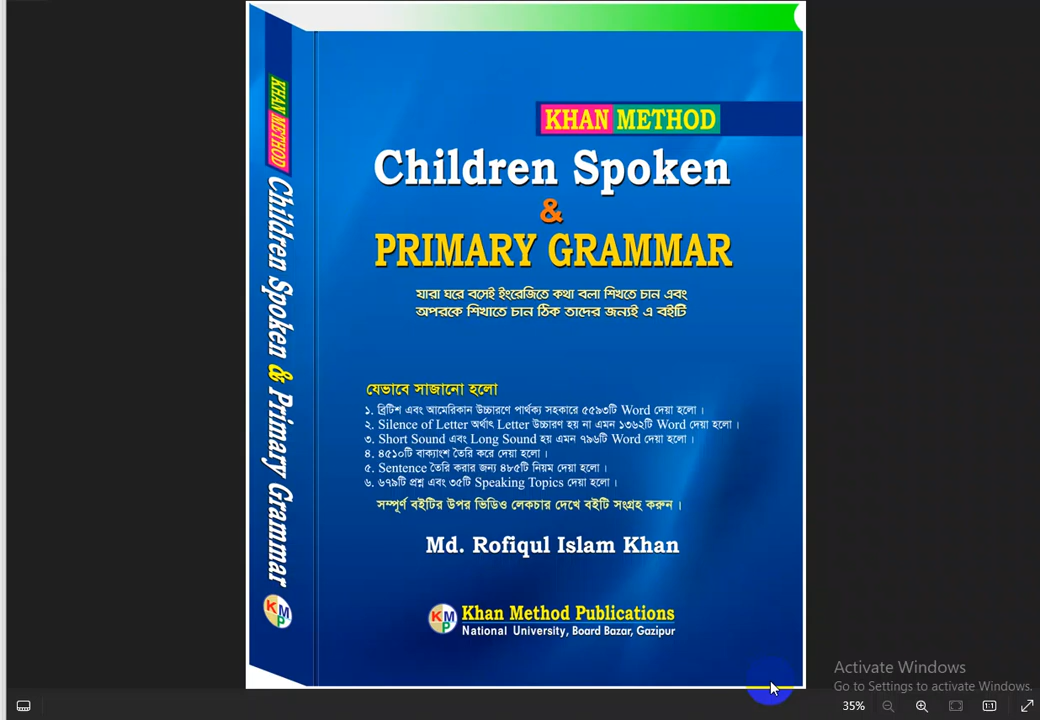 KHAN METHOD
Children Spoken
&
PRIMARY GRAMMAR
যারা ঘরে বসেই ইংরেজিতে কথা বলা শিখতে চান এবং
অপরকে শিখাতে চান ঠিক তাদের জন্যই এ বইটি
যেভাবে সাজানো হলো
১. ব্রিটিশ এবং আমেরিকান উচ্চারণে পার্থক্য সহকারে ৫৫৯৩টি Word দেয়া হলো।
২. Silence of Letter অর্থাৎ Letter উচ্চারণ হয় না এমন ১৩৬২টি Word দেয়া হলো।
৩. Short Sound এবং Long Sound হয় এমন ৭৯৬টি Word দেয়া হলো।
৪. ৪৫১০টি বাক্যাংশ তৈরি করে দেয়া হলো।
৫. Sentence তৈরি করার জন্য ৪৮৫টি নিয়ম দেয়া হলো।
৬. ৬৭৯টি প্রশ্ন এবং ৩৫টি Speaking Topics দেয়া হলো।
সম্পূর্ণ বইটির উপর ভিডিও লেকচার দেখে বইটি সংগ্রহ করুন।
Md. Rofiqul Islam Khan
KMP Khan Method Publications
National University, Board Bazar, Gazipur
KHAN METHOD Children Spoken & Primary Grammar KMP
Activate Windows
Go to Settings to activate Windows.
35% 1:1